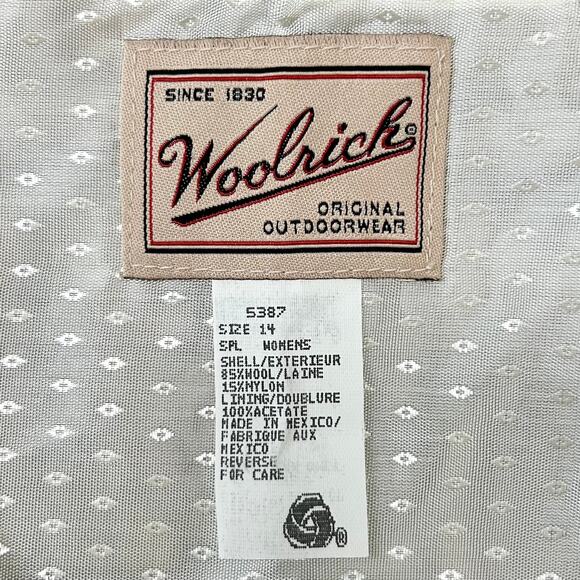 SINCE 1830
Woolrich®
ORIGINAL
OUTDOORWEAR
5387
SIZE 14
SPL WOMENS
SHELL/EXTERIEUR
85%WOOL/LAINE
15%NYLON
LINING/DOUBLURE
100%ACETATE
MADE IN MEXICO/
FABRIQUE AUX
MEXICO
REVERSE
FOR CARE
®